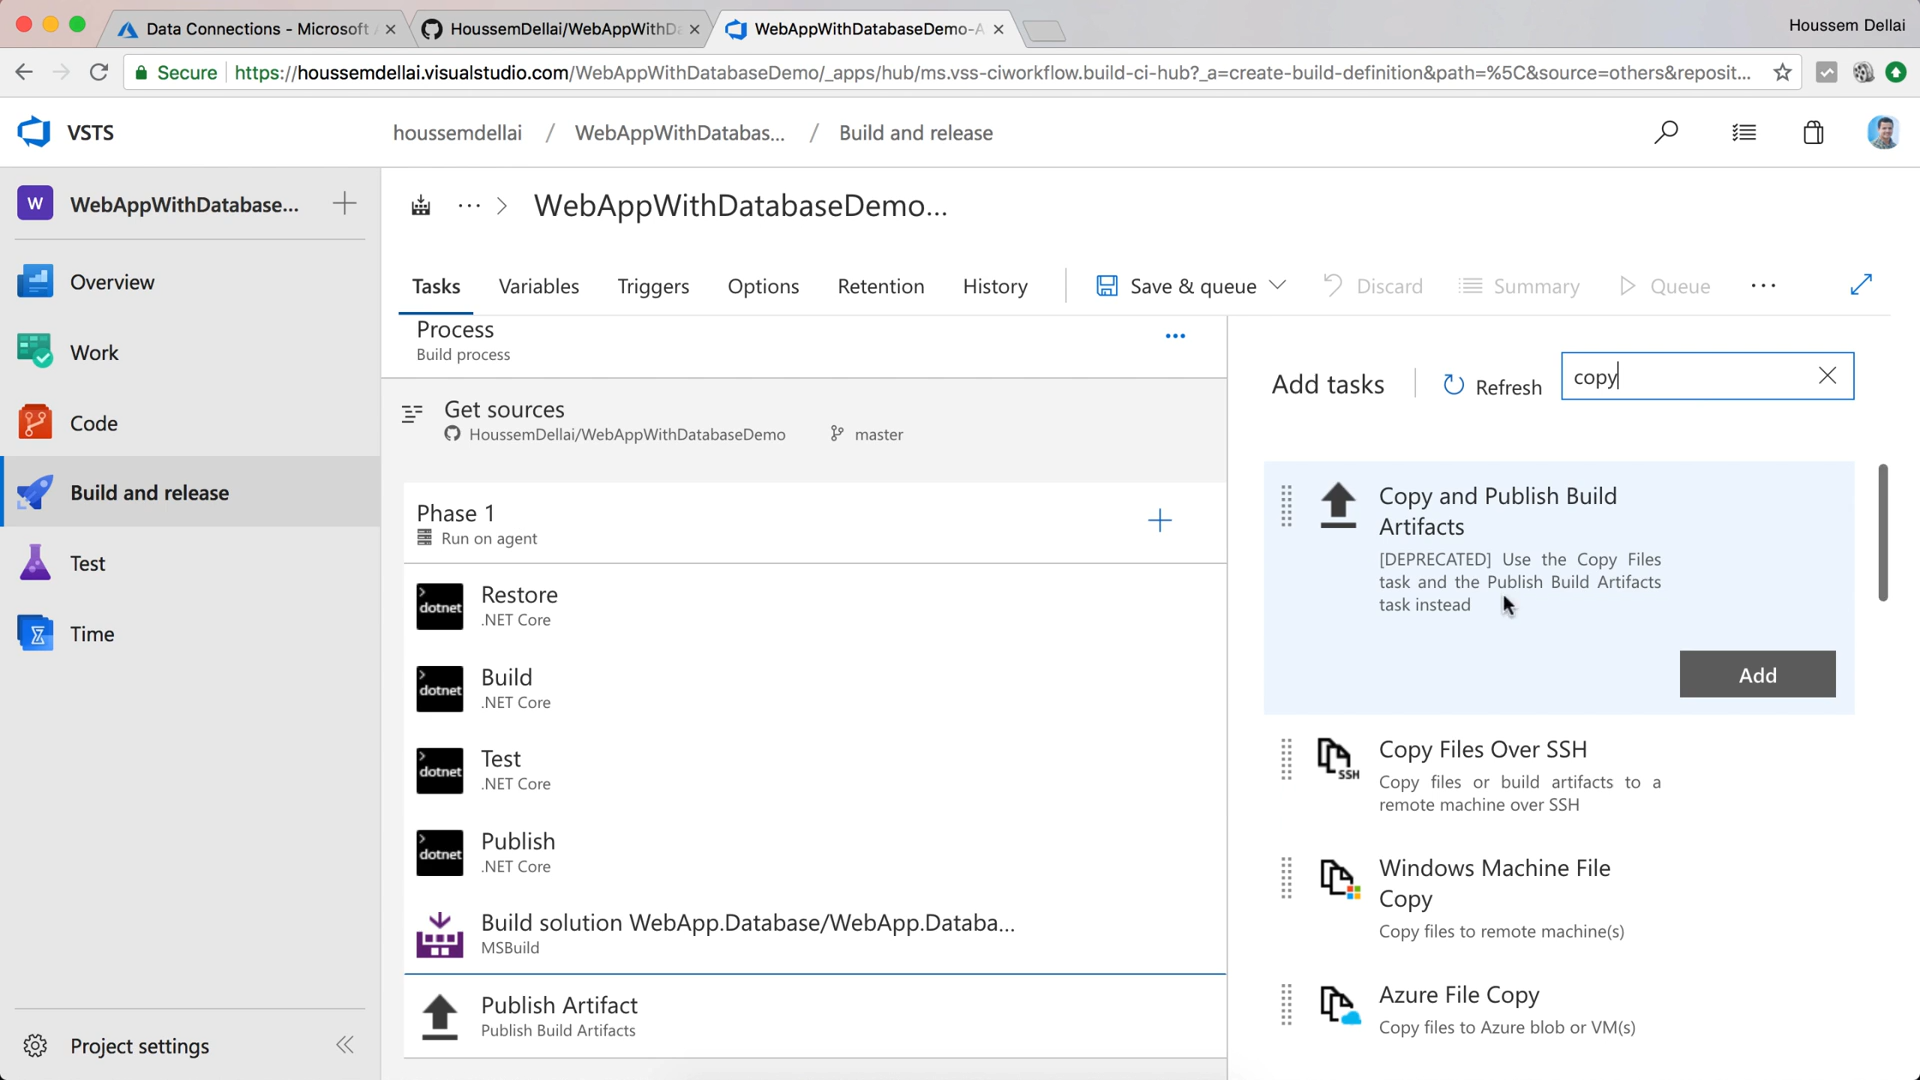 Data Connections - Microsoft
HoussemDellai/WebAppWithDa
WebAppWithDatabaseDemo-A
Houssem Dellai
Secure
https://houssemdellai.visualstudio.com/WebAppWithDatabaseDemo/_apps/hub/ms.vss-ciworkflow.build-ci-hub?_a=create-build-definition&path=%5C&source=others&reposit...
VSTS
houssemdellai / WebAppWithDatabas... / Build and release
W WebAppWithDatabase...
WebAppWithDatabaseDemo...
Overview
Work
Code
Build and release
Test
Time
Project settings
Tasks
Variables
Triggers
Options
Retention
History
Save & queue
Discard
Summary
Queue
Process
Build process
Get sources
HoussemDellai/WebAppWithDatabaseDemo master
Phase 1
Run on agent
dotnet Restore
.NET Core
dotnet Build
.NET Core
dotnet Test
.NET Core
dotnet Publish
.NET Core
Build solution WebApp.Database/WebApp.Databa...
MSBuild
Publish Artifact
Publish Build Artifacts
Add tasks
Refresh
copy
Copy and Publish Build
Artifacts
[DEPRECATED] Use the Copy Files
task and the Publish Build Artifacts
task instead
Add
SSH
Copy Files Over SSH
Copy files or build artifacts to a
remote machine over SSH
Windows Machine File
Copy
Copy files to remote machine(s)
Azure File Copy
Copy files to Azure blob or VM(s)